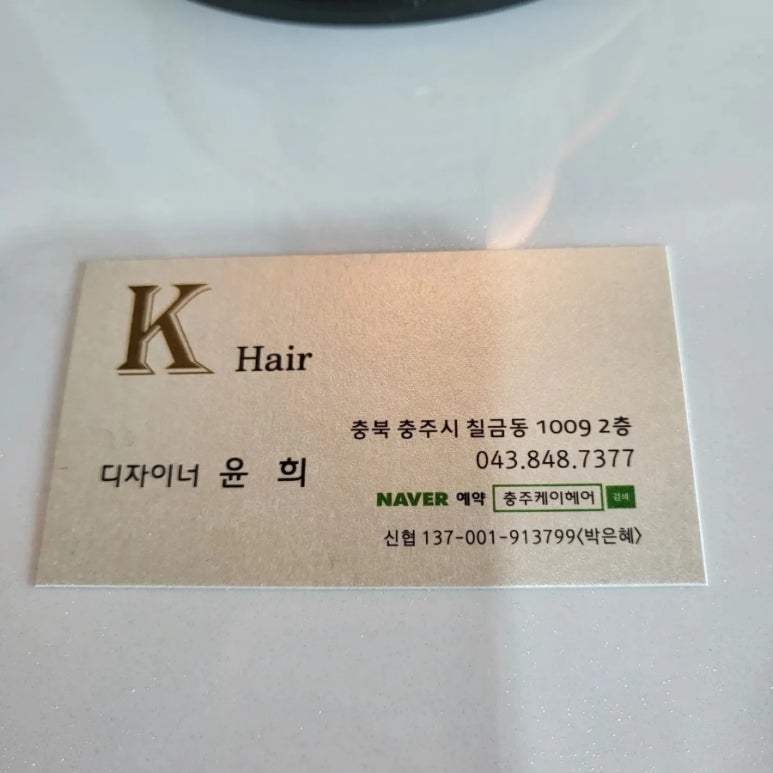 K Hair
디자이너 윤 희
충북 충주시 칠금동 1009 2층
043.848.7377
NAVER 예약 충주케이헤어 검색
신협 137-001-913799<박은혜>